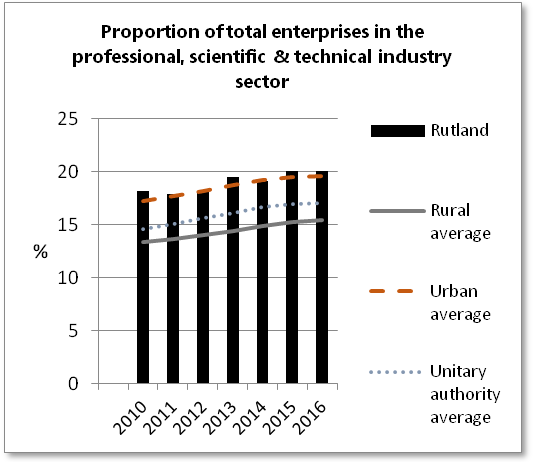 Proportion of total enterprises in the
professional, scientific & technical industry
sector
25
20
15
10
5
0
%
2010
2011
2012
2013
2014
2015
2016
Rutland
Rural
average
Urban
average
Unitary
authority
average